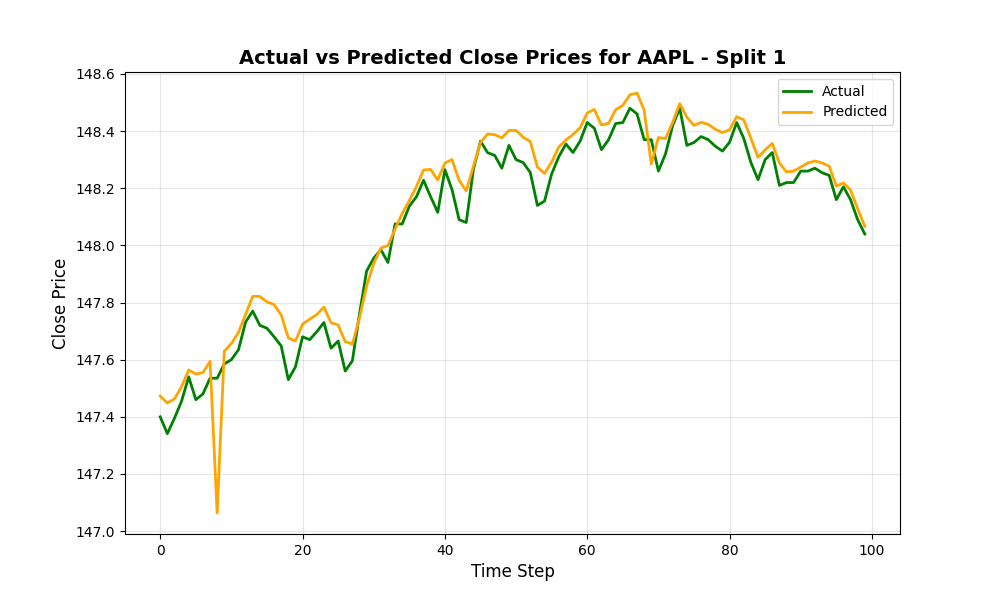 Actual vs Predicted Close Prices for AAPL - Split 1
Actual
Predicted
Close Price
148.6
148.4
148.2
148.0
147.8
147.6
147.4
147.2
147.0
0 20 40 60 80 100
Time Step